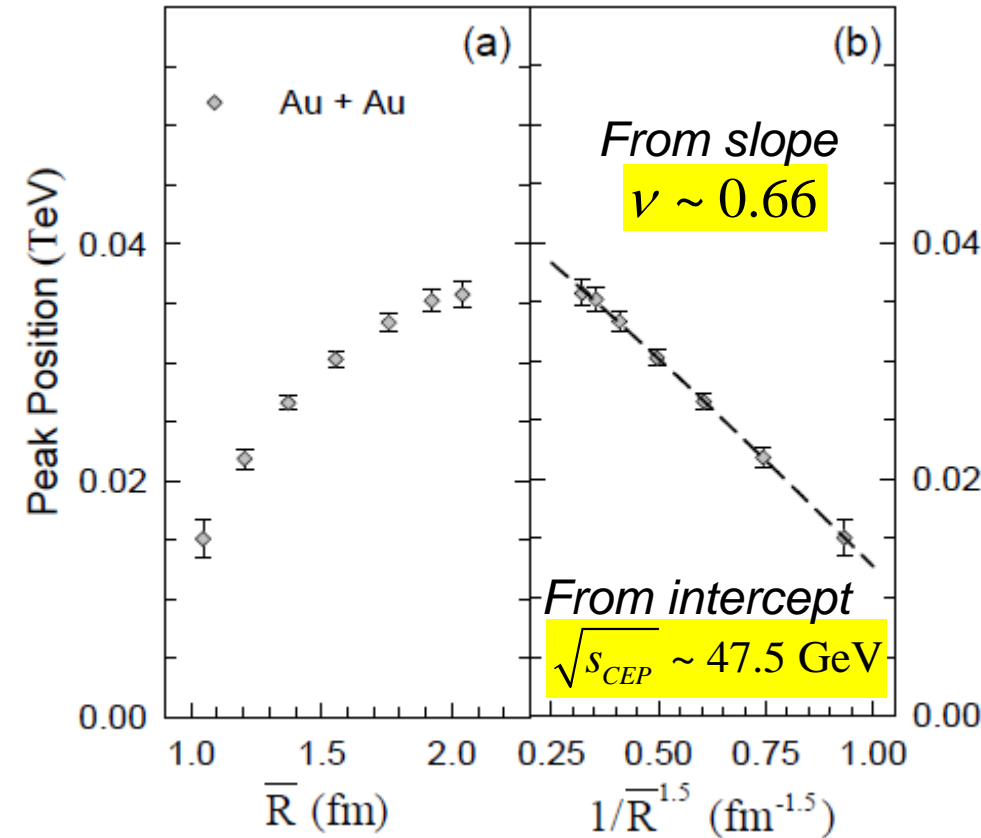 (a)
Au + Au
Peak Position (TeV)
0.04
0.02
0.00
1.0 1.5 2.0
R̅ (fm)
(b)
From slope
ν ~ 0.66
From intercept
√s_CEP ~ 47.5 GeV
0.04
0.02
0.00
0.25 0.50 0.75 1.00
1/R̅^1.5 (fm^-1.5)